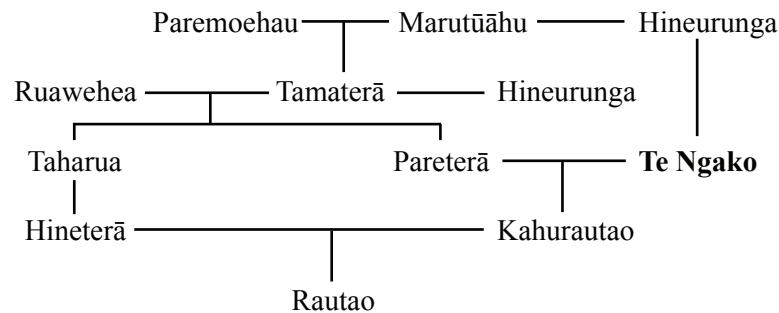 Paremoehau Marutūāhu Hineurunga
Ruawehea Tamaterā Hineurunga
Taharua Pareterā Te Ngako
Hineterā Kahurautao
Rautao